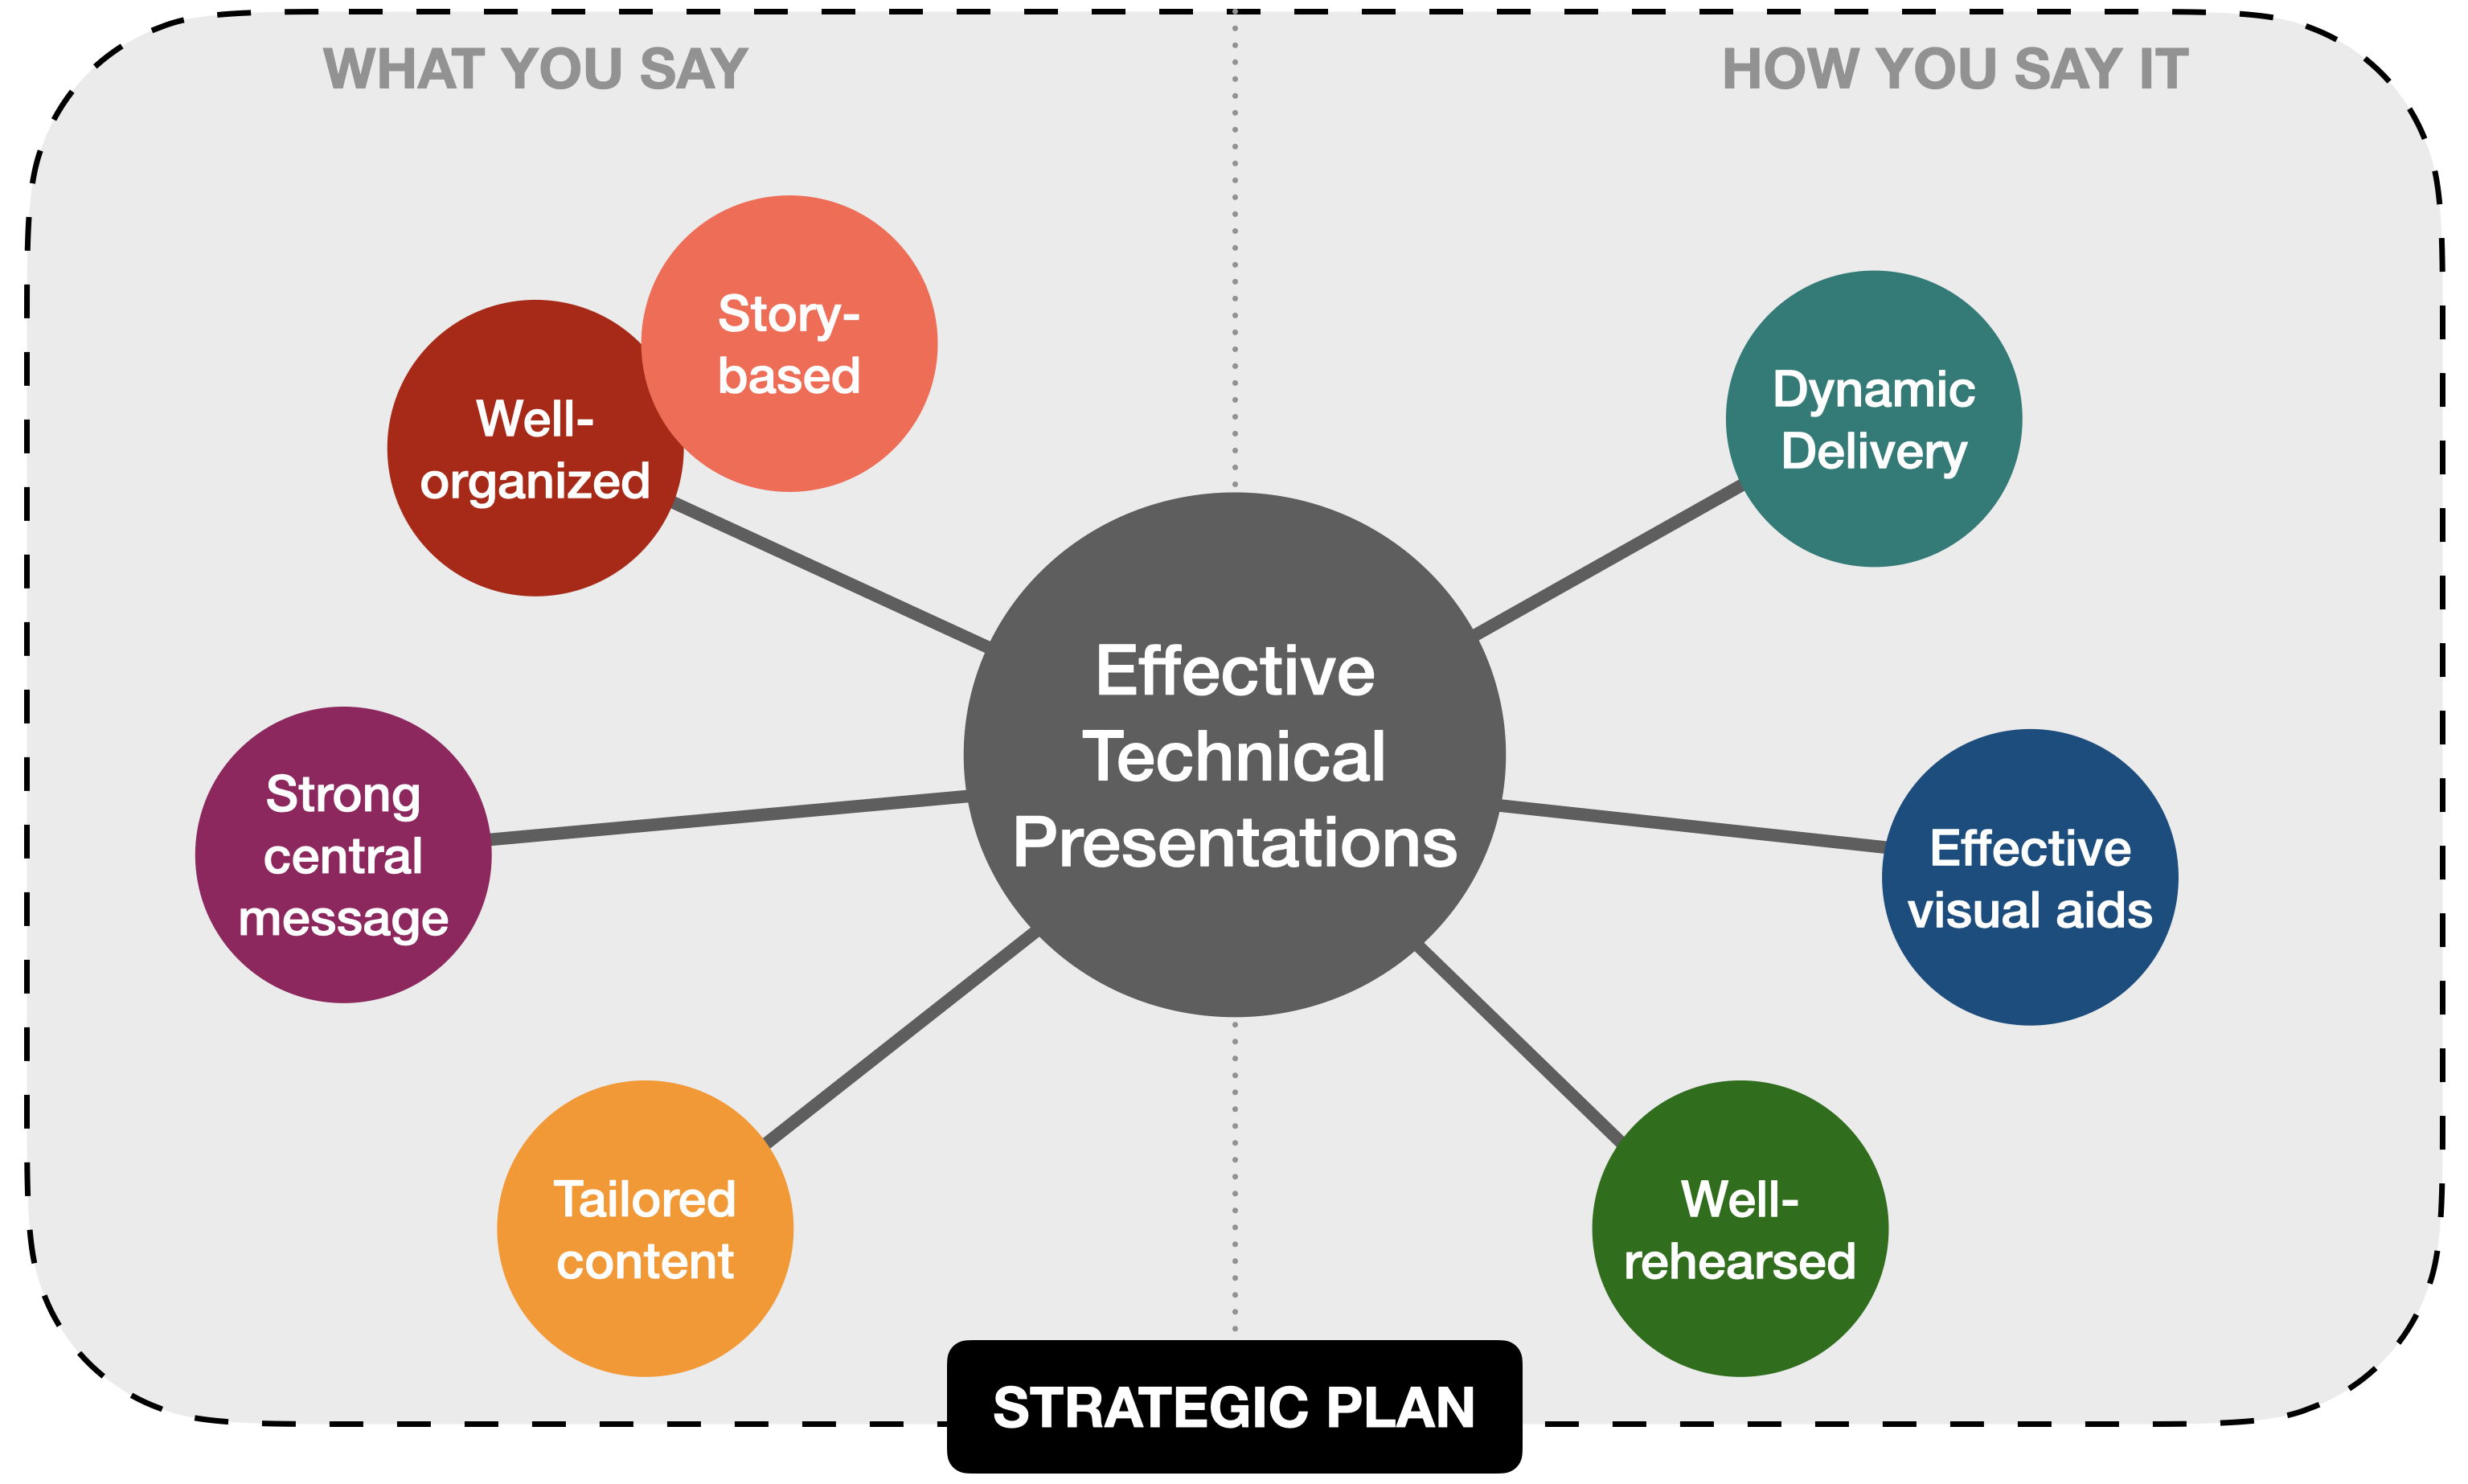 WHAT YOU SAY
HOW YOU SAY IT
Story-
based
Well-
organized
Dynamic
Delivery
Effective
Technical
Presentations
Strong
central
message
Effective
visual aids
Tailored
content
Well-
rehearsed
STRATEGIC PLAN